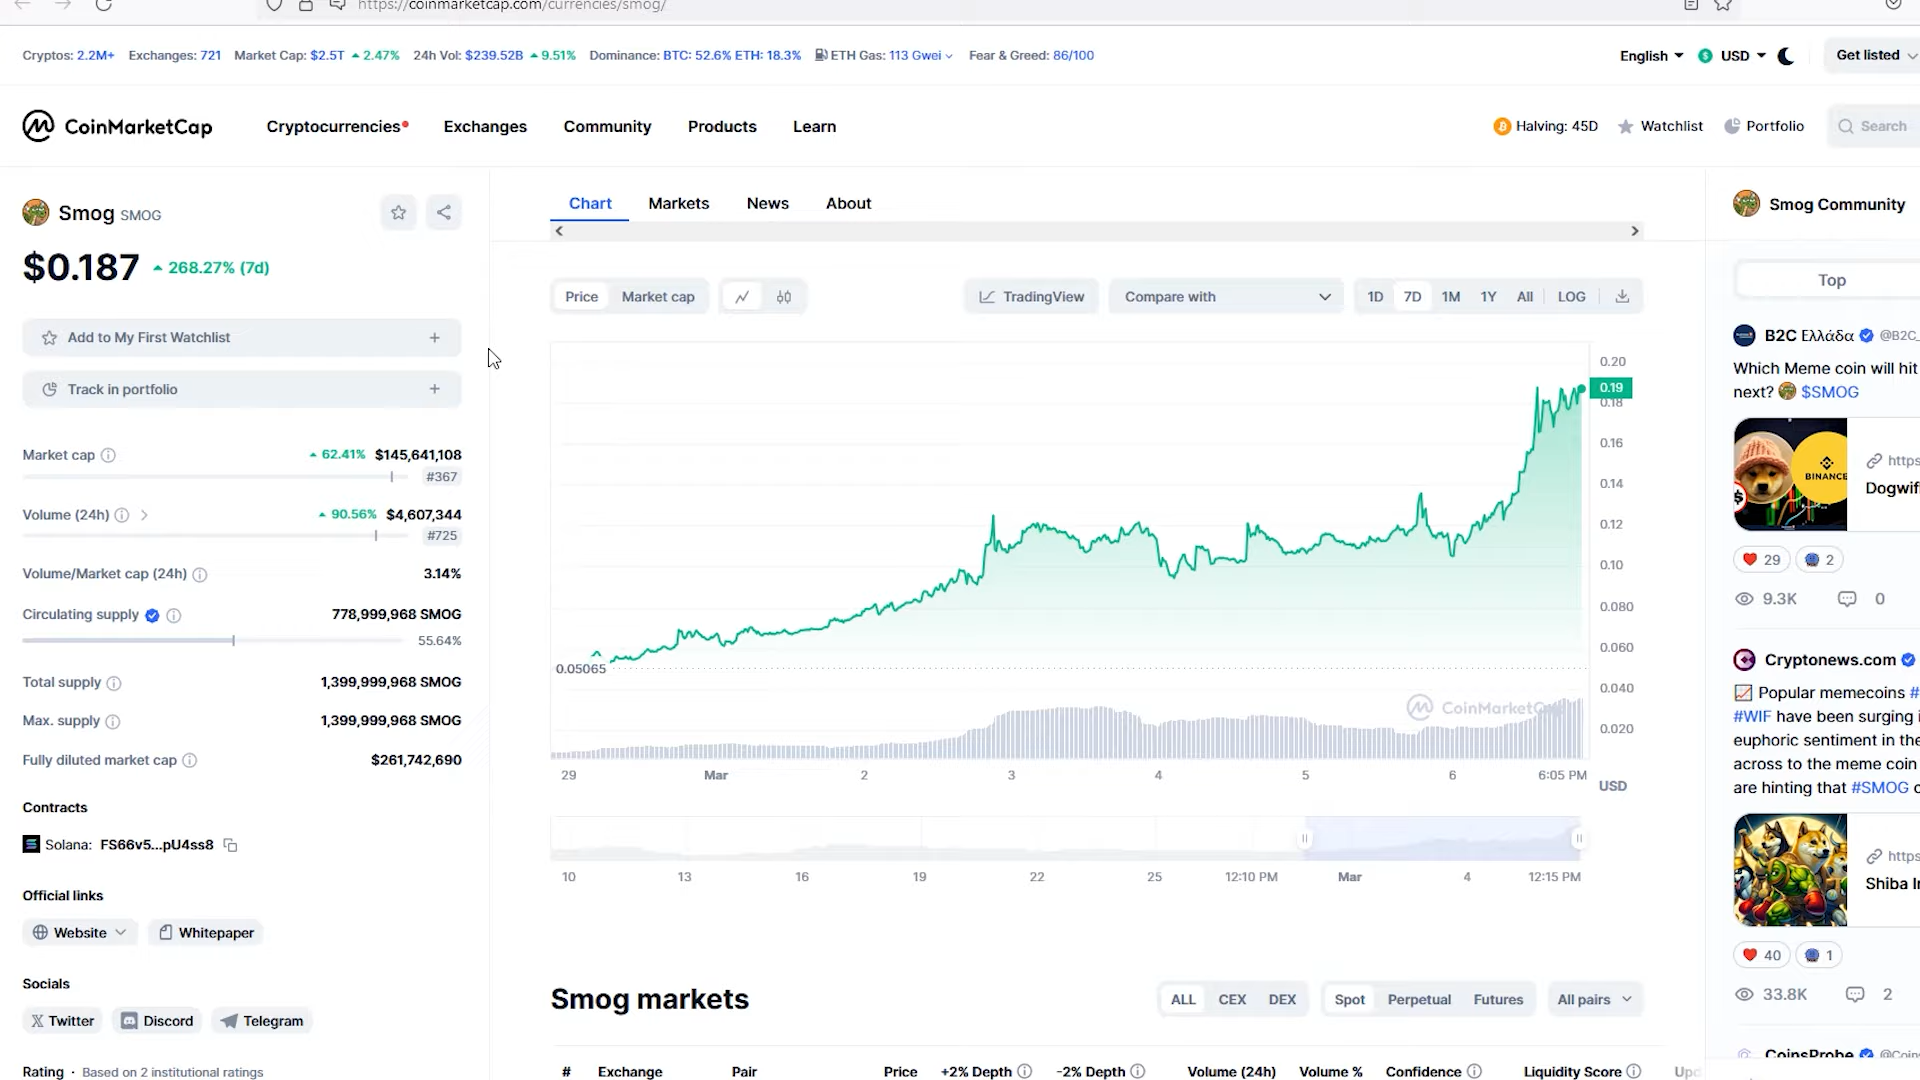 https://coinmarketcap.com/currencies/smog/
Cryptos: 2.2M+ Exchanges: 721 Market Cap: $2.5T 2.47% 24h Vol: $239.52B 9.51% Dominance: BTC: 52.6% ETH: 18.3% ETH Gas: 113 Gwei Fear & Greed: 86/100
English USD Get listed
CoinMarketCap Cryptocurrencies Exchanges Community Products Learn
Halving: 45D Watchlist Portfolio Search
Smog SMOG
$0.187 268.27% (7d)
Add to My First Watchlist +
Track in portfolio +
Market cap 62.41% $145,641,108
#367
Volume (24h) 90.56% $4,607,344
#725
Volume/Market cap (24h) 3.14%
Circulating supply 778,999,968 SMOG
55.64%
Total supply 1,399,999,968 SMOG
Max. supply 1,399,999,968 SMOG
Fully diluted market cap $261,742,690
Contracts
Solana: FS66v5...pU4ss8
Official links
Website Whitepaper
Socials
Twitter Discord Telegram
Rating · Based on 2 institutional ratings
Chart Markets News About
Price Market cap TradingView Compare with 1D 7D 1M 1Y All LOG
0.20
0.19
0.18
0.16
0.14
0.12
0.10
0.080
0.060
0.05065
0.040
0.020
CoinMarketCap
29 Mar 2 3 4 5 6 6:05 PM
USD
10 13 16 19 22 25 12:10 PM Mar 4 12:15 PM
Smog markets
ALL CEX DEX Spot Perpetual Futures All pairs
# Exchange Pair Price +2% Depth -2% Depth Volume (24h) Volume % Confidence Liquidity Score
Smog Community
Top
B2C Ελλάδα @B2C_
Which Meme coin will hit
next? $SMOG
BINANCE
https
Dogwif
29 2
9.3K 0
Cryptonews.com
Popular memecoins #
#WIF have been surging i
euphoric sentiment in the
across to the meme coin
are hinting that #SMOG c
https
Shiba In
40 1
33.8K 2
CoinsProbe @Coin